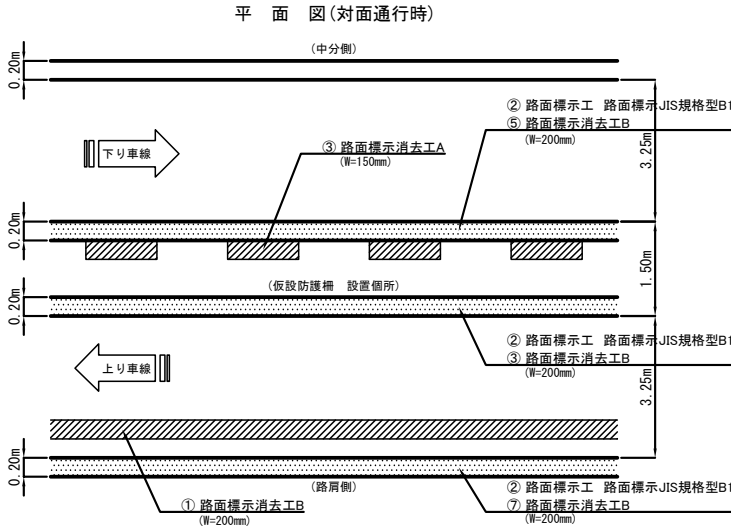 平 面 図(対面通行時)
(中分側)
0.20m
② 路面標示工 路面標示JIS規格型B1
⑤ 路面標示消去工B
(W=200mm)
3.25m
下り車線
③ 路面標示消去工A
(W=150mm)
0.20m
1.50m
(仮設防護柵 設置個所)
0.20m
② 路面標示工 路面標示JIS規格型B1
③ 路面標示消去工B
(W=200mm)
上り車線
3.25m
0.20m
(路肩側)
② 路面標示工 路面標示JIS規格型B1
⑦ 路面標示消去工B
(W=200mm)
① 路面標示消去工B
(W=200mm)